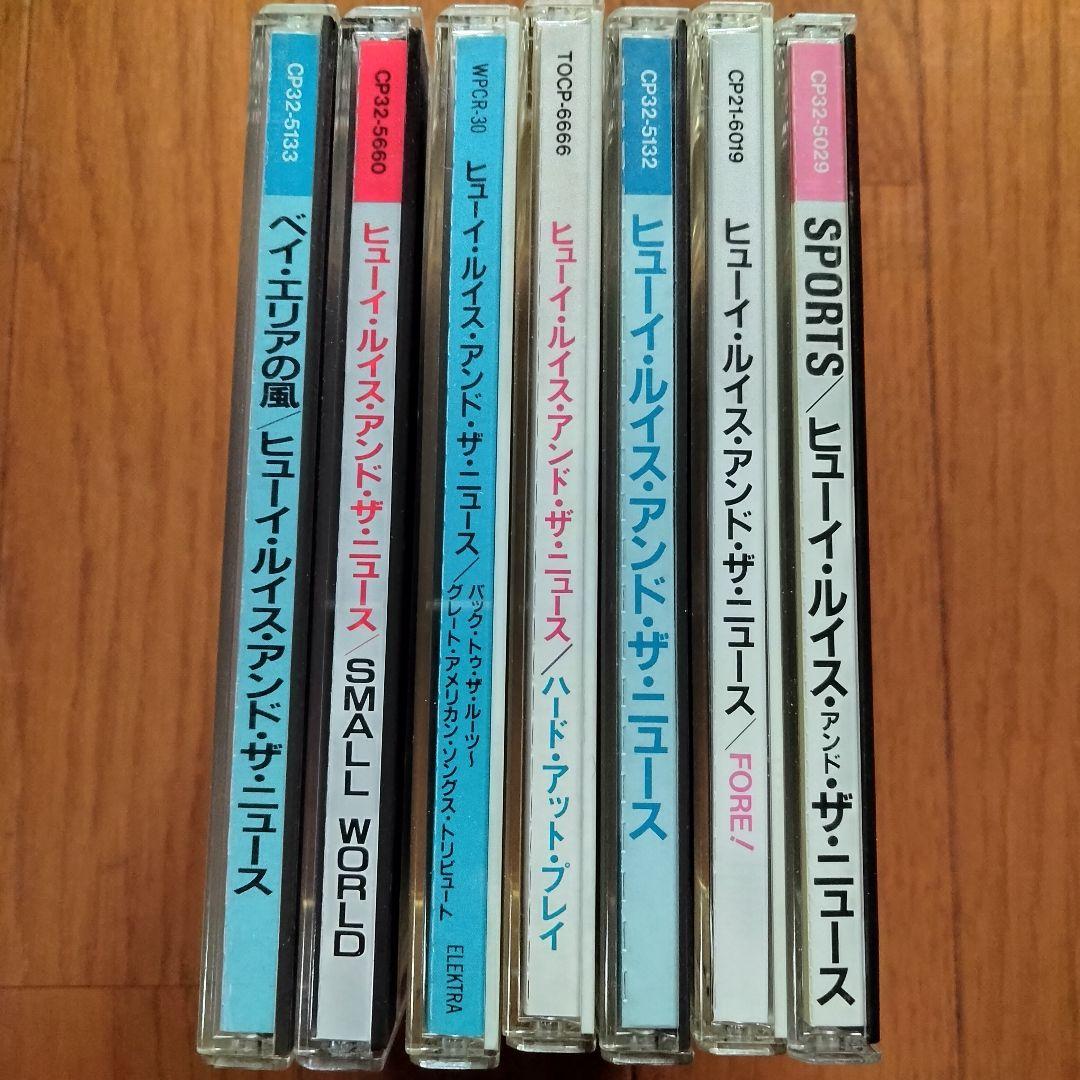 CP32-5133
ベイ・エリアの風/ヒューイ・ルイス・アンド・ザ・ニュース
CP32-5660
ヒューイ・ルイス・アンド・ザ・ニュース/SMALL WORLD
WPCR-30
ヒューイ・ルイス・アンド・ザ・ニュース/バック・トゥ・ザ・ルーツ〜
グレート・アメリカン・ソングス・トリビュート
ELEKTRA
TOCP-6666
ヒューイ・ルイス・アンド・ザ・ニュース/ハード・アット・プレイ
CP32-5132
ヒューイ・ルイス・アンド・ザ・ニュース
CP21-6019
ヒューイ・ルイス・アンド・ザ・ニュース/FORE!
CP32-5029
SPORTS/ヒューイ・ルイス・アンド・ザ・ニュース